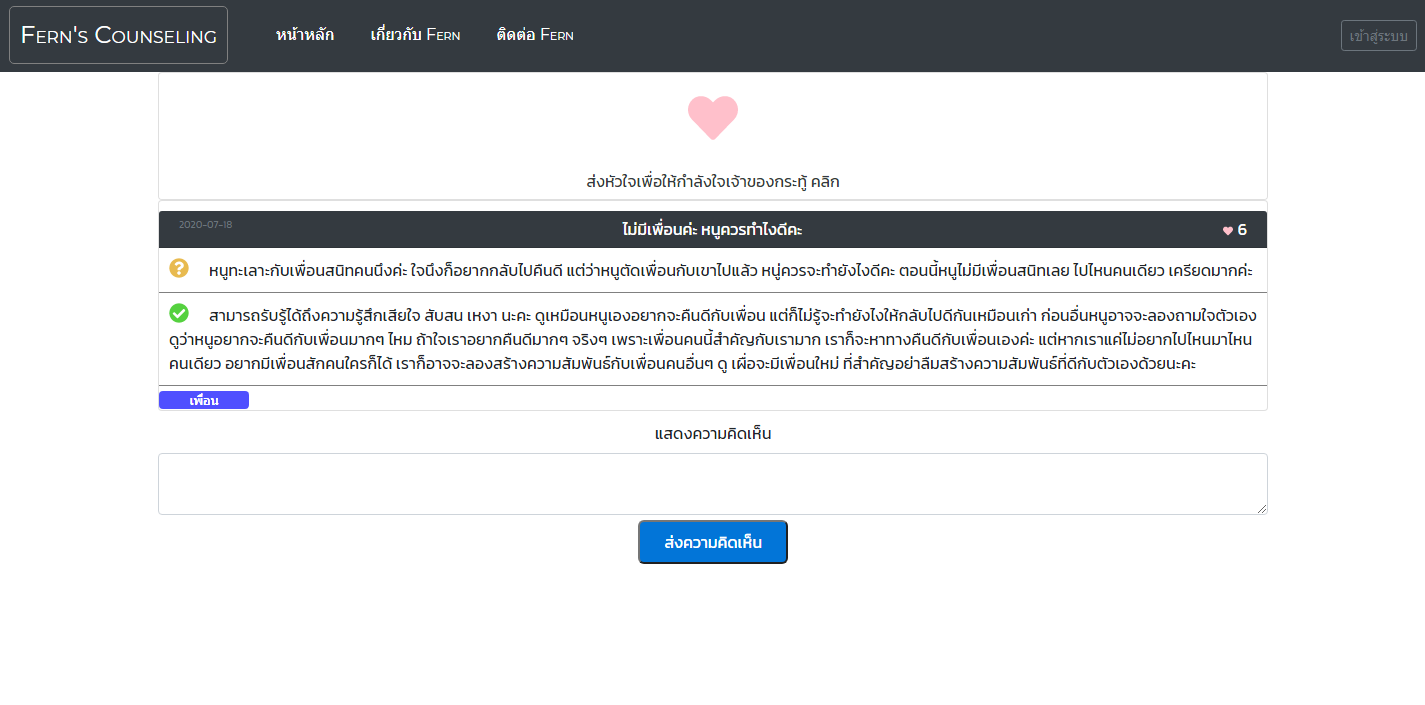 Fern's Counseling
หน้าหลัก
เกี่ยวกับ Fern
ติดต่อ Fern
เข้าสู่ระบบ
ส่งหัวใจเพื่อให้กำลังใจเจ้าของกระทู้ คลิก
2020-07-18
ไม่มีเพื่อนค่ะ หนูควรทำไงดีคะ
6
หนูทะเลาะกับเพื่อนสนิทคนนึงค่ะ ใจนึงก็อยากกลับไปคืนดี แต่ว่าหนูตัดเพื่อนกับเขาไปแล้ว หนู่ควรจะทำยังไงดีคะ ตอนนี้หนูไม่มีเพื่อนสนิทเลย ไปไหนคนเดียว เครียดมากค่ะ
สามารถรับรู้ได้ถึงความรู้สึกเสียใจ สับสน เหงา นะคะ ดูเหมือนหนูเองอยากจะคืนดีกับเพื่อน แต่ก็ไม่รู้จะทำยังไงให้กลับไปดีกันเหมือนเก่า ก่อนอื่นหนูอาจจะลองถามใจตัวเอง
ดูว่าหนูอยากจะคืนดีกับเพื่อนมากๆ ไหม ถ้าใจเราอยากคืนดีมากๆ จริงๆ เพราะเพื่อนคนนี้สำคัญกับเรามาก เราก็จะหาทางคืนดีกับเพื่อนเองค่ะ แต่หากเราแค่ไม่อยากไปไหนมาไหน
คนเดียว อยากมีเพื่อนสักคนใครก็ได้ เราก็อาจจะลองสร้างความสัมพันธ์กับเพื่อนคนอื่นๆ ดู เผื่อจะมีเพื่อนใหม่ ที่สำคัญอย่าลืมสร้างความสัมพันธ์ที่ดีกับตัวเองด้วยนะคะ
เพื่อน
แสดงความคิดเห็น
ส่งความคิดเห็น